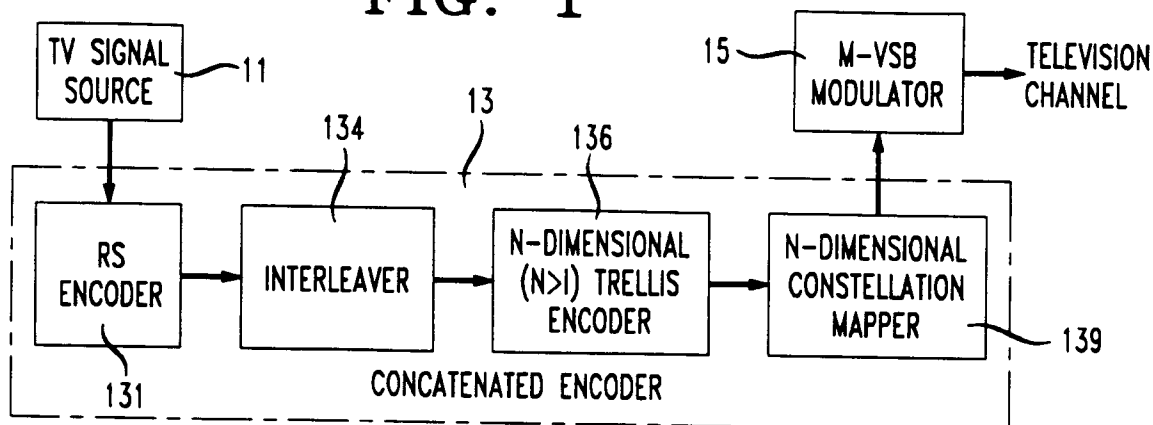 FIG. 1
TV SIGNAL
SOURCE
11
15
M-VSB
MODULATOR
TELEVISION
CHANNEL
134
13
136
RS
ENCODER
INTERLEAVER
N-DIMENSIONAL
(N>I) TRELLIS
ENCODER
N-DIMENSIONAL
CONSTELLATION
MAPPER
131
CONCATENATED ENCODER
139